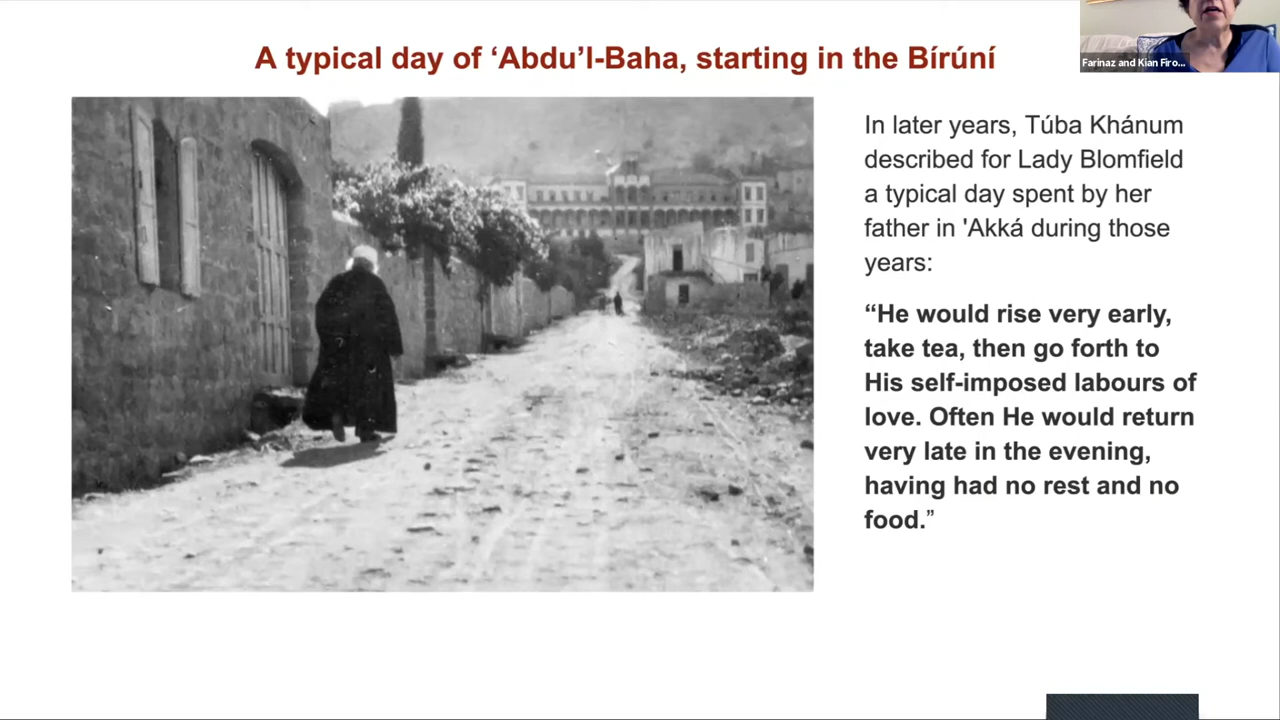 A typical day of ‘Abdu’l-Baha, starting in the Bírúní
Farinaz and Kian Firo...
In later years, Túba Khánum
described for Lady Blomfield
a typical day spent by her
father in 'Akká during those
years:
“He would rise very early,
take tea, then go forth to
His self-imposed labours of
love. Often He would return
very late in the evening,
having had no rest and no
food.”